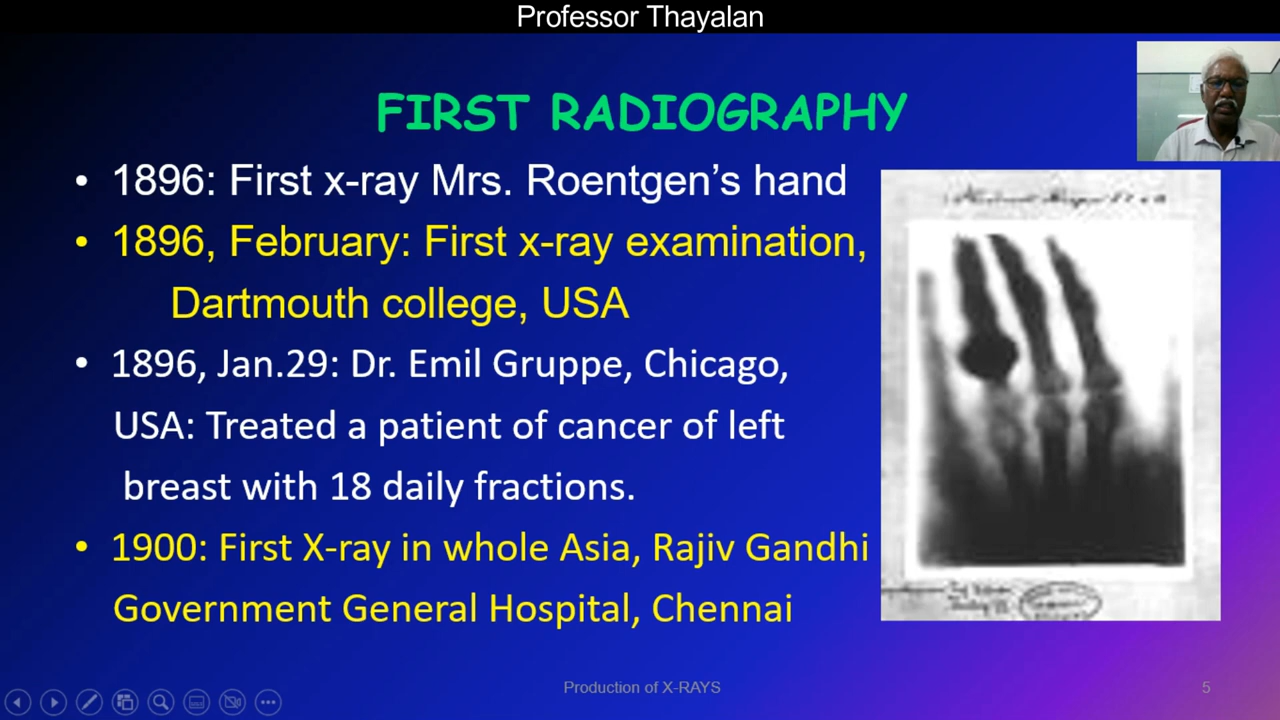 Professor Thayalan
FIRST RADIOGRAPHY
• 1896: First x-ray Mrs. Roentgen’s hand
• 1896, February: First x-ray examination,
Dartmouth college, USA
• 1896, Jan.29: Dr. Emil Gruppe, Chicago,
USA: Treated a patient of cancer of left
breast with 18 daily fractions.
• 1900: First X-ray in whole Asia, Rajiv Gandhi
Government General Hospital, Chennai
Production of X-RAYS
5